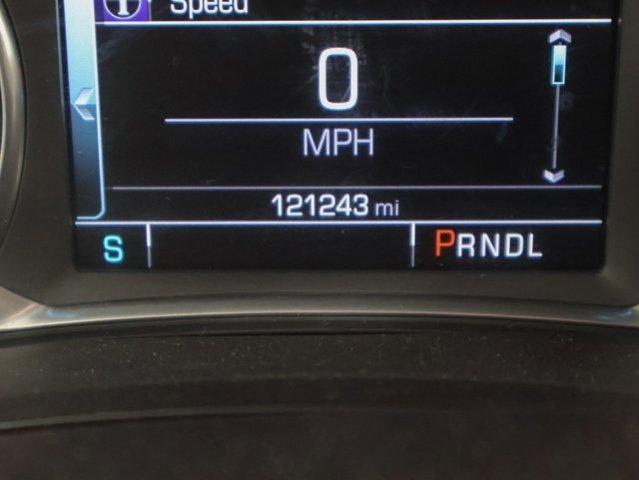 Speed
0
MPH
121243 mi
S
PRNDL